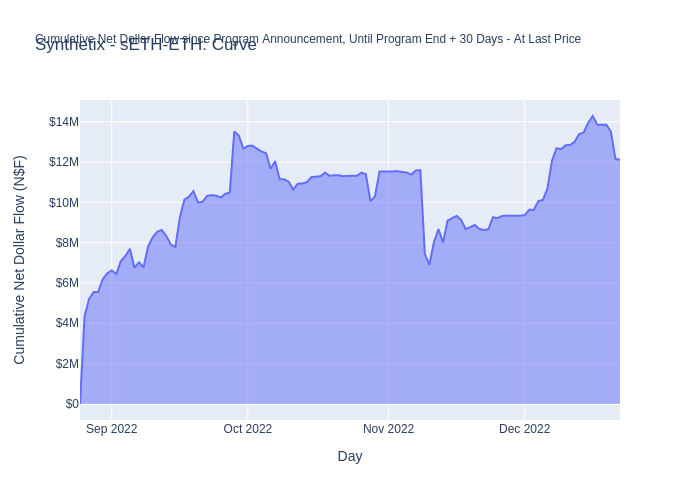 Cumulative Net Dollar Flow since Program Announcement, Until Program End + 30 Days - At Last Price
Synthetix - sETH-ETH: Curve
Cumulative Net Dollar Flow (N$F)
$14M
$12M
$10M
$8M
$6M
$4M
$2M
$0
Sep 2022
Oct 2022
Nov 2022
Dec 2022
Day